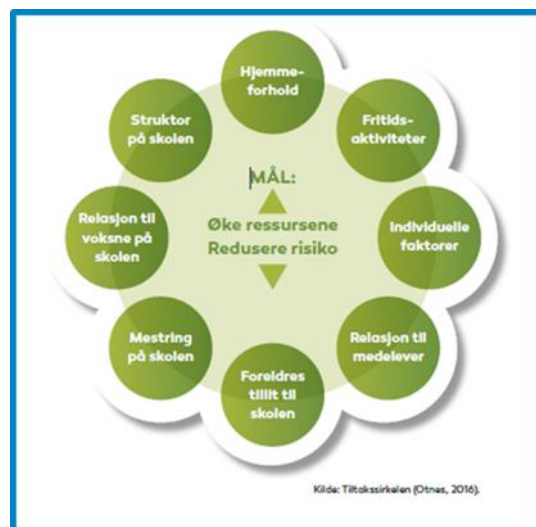 Hjemme-
forhold
Fritids-
aktiviteter
Individuelle
faktorer
Relasjon til
medelever
Foreldres
tillit til
skolen
Mestring
på skolen
Relasjon til
voksne på
skolen
Struktor
på skolen
MÅL:
Øke ressursene
Redusere risiko
Kilde: Tiltakssirkelen (Otnes, 2016).